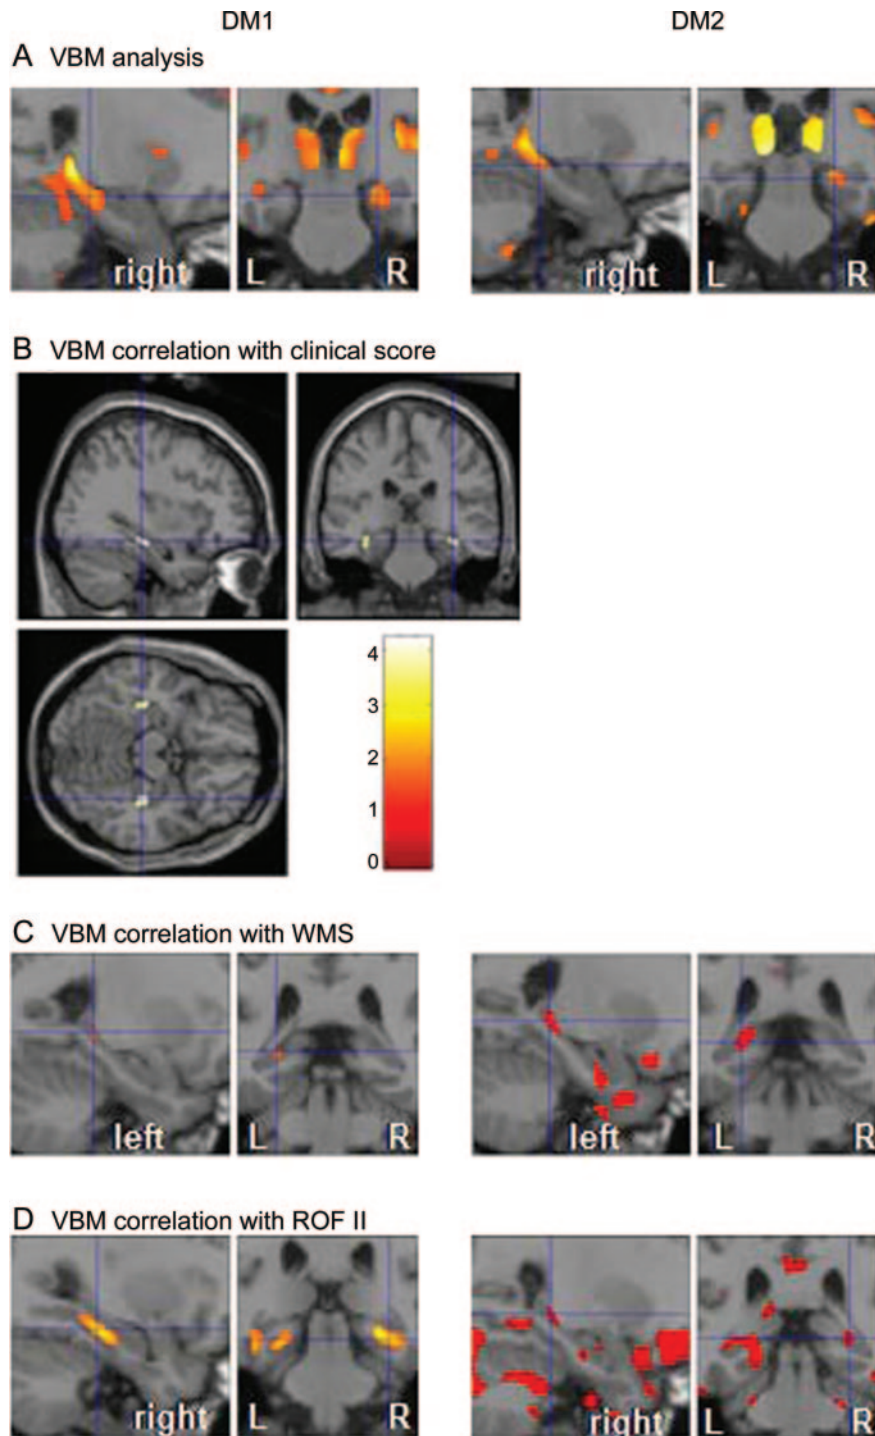 DM1 DM2
A VBM analysis
right L R right L R
B VBM correlation with clinical score
4
3
2
1
0
C VBM correlation with WMS
left L R left L R
D VBM correlation with ROF II
right L R right L R